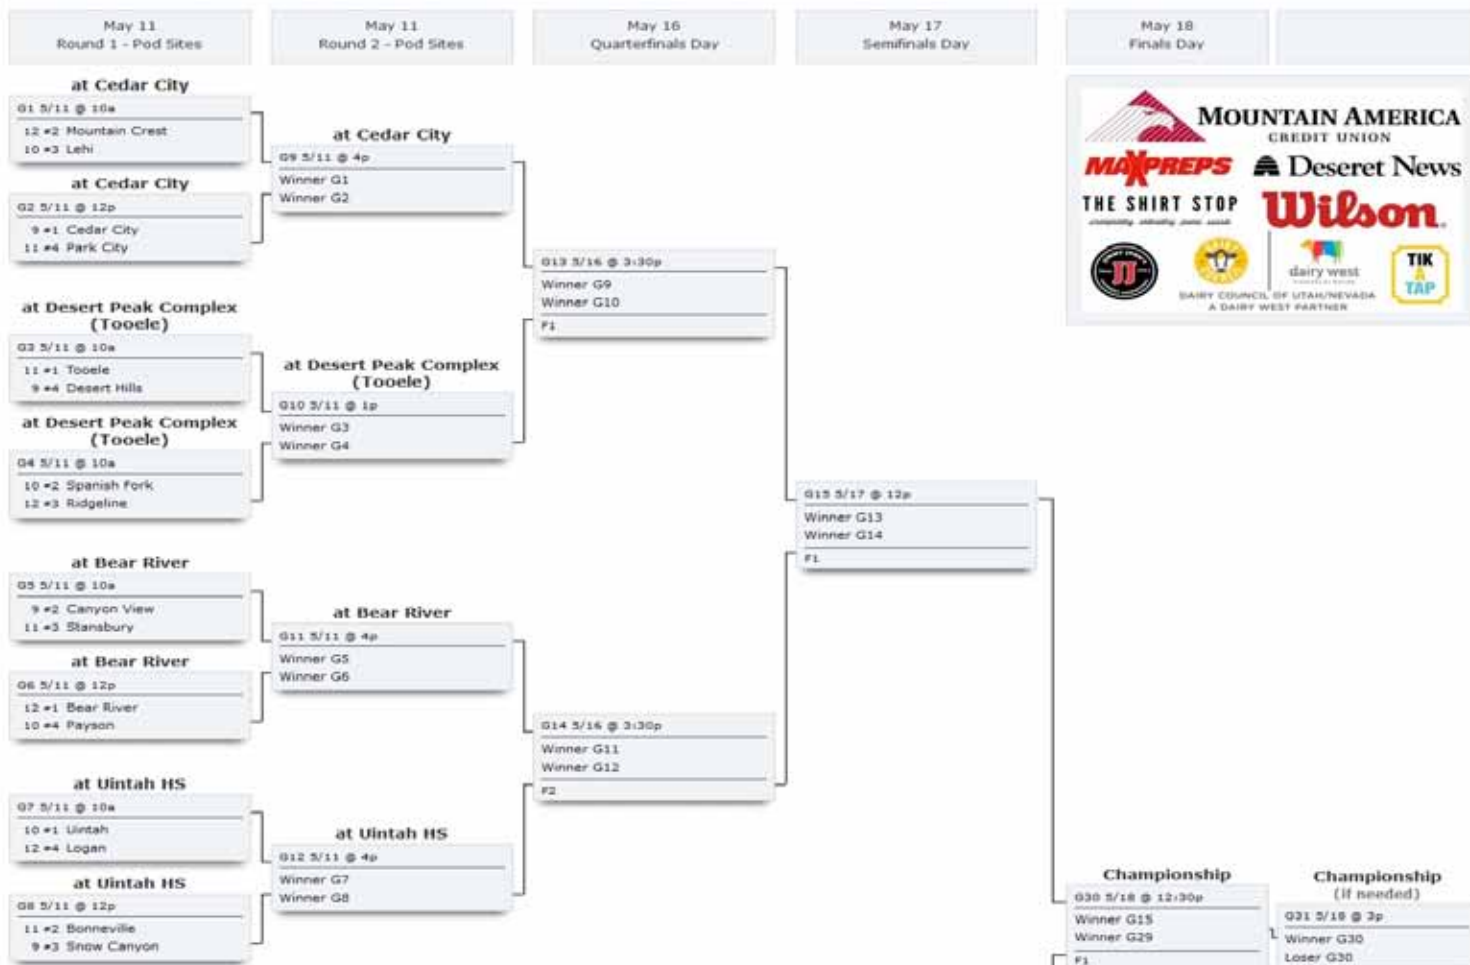 May 11
Round 1 - Pod Sites
May 11
Round 2 - Pod Sites
May 16
Quarterfinals Day
May 17
Semifinals Day
May 18
Finals Day
at Cedar City
G1 5/11 @ 10a
12 #2 Mountain Crest
10 #3 Lehi
at Cedar City
G2 5/11 @ 12p
9 #1 Cedar City
11 #4 Park City
at Desert Peak Complex
(Tooele)
G3 5/11 @ 10a
11 #1 Tooele
9 #4 Desert Hills
at Desert Peak Complex
(Tooele)
G4 5/11 @ 10a
10 #2 Spanish Fork
12 #3 Ridgeline
at Bear River
G5 5/11 @ 10a
9 #2 Canyon View
11 #3 Stansbury
at Bear River
G6 5/11 @ 12p
12 #1 Bear River
10 #4 Payson
at Uintah HS
G7 5/11 @ 10a
10 #1 Uintah
12 #4 Logan
at Uintah HS
G8 5/11 @ 12p
11 #2 Bonneville
9 #3 Snow Canyon
at Cedar City
G9 5/11 @ 4p
Winner G1
Winner G2
at Desert Peak Complex
(Tooele)
G10 5/11 @ 1p
Winner G3
Winner G4
at Bear River
G11 5/11 @ 4p
Winner G5
Winner G6
at Uintah HS
G12 5/11 @ 4p
Winner G7
Winner G8
G13 5/16 @ 3:30p
Winner G9
Winner G10
F1
G14 5/16 @ 3:30p
Winner G11
Winner G12
F2
G15 5/17 @ 12p
Winner G13
Winner G14
F1
MOUNTAIN AMERICA
CREDIT UNION
MAXPREPS
Deseret News
THE SHIRT STOP
Wilson
JJ
dairy west
TIK
A
TAP
DAIRY COUNCIL OF UTAH/NEVADA
A DAIRY WEST PARTNER
Championship
G30 5/18 @ 12:30p
Winner G15
Winner G29
F1
Championship
(if needed)
G31 5/18 @ 3p
Winner G30
Loser G30